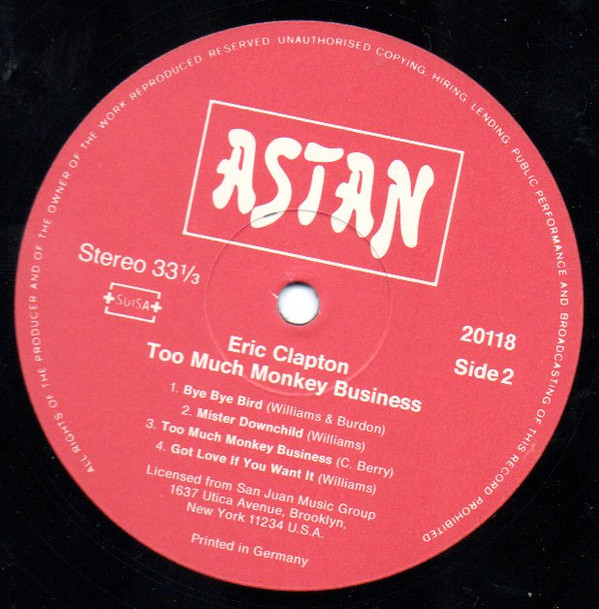 ALL RIGHTS OF THE PRODUCER AND OF THE OWNER OF THE WORK REPRODUCED RESERVED UNAUTHORISED COPYING, HIRING, LENDING, PUBLIC PERFORMANCE AND BROADCASTING OF THIS RECORD PROHIBITED
ASTAN
Stereo 33 1/3
SUISA
20118
Side 2
Eric Clapton
Too Much Monkey Business
1. Bye Bye Bird (Williams & Burdon)
2. Mister Downchild (Williams)
3. Too Much Monkey Business (C. Berry)
4. Got Love If You Want It (Williams)
Licensed from San Juan Music Group
1637 Utica Avenue, Brooklyn,
New York 11234 U.S.A.
Printed in Germany